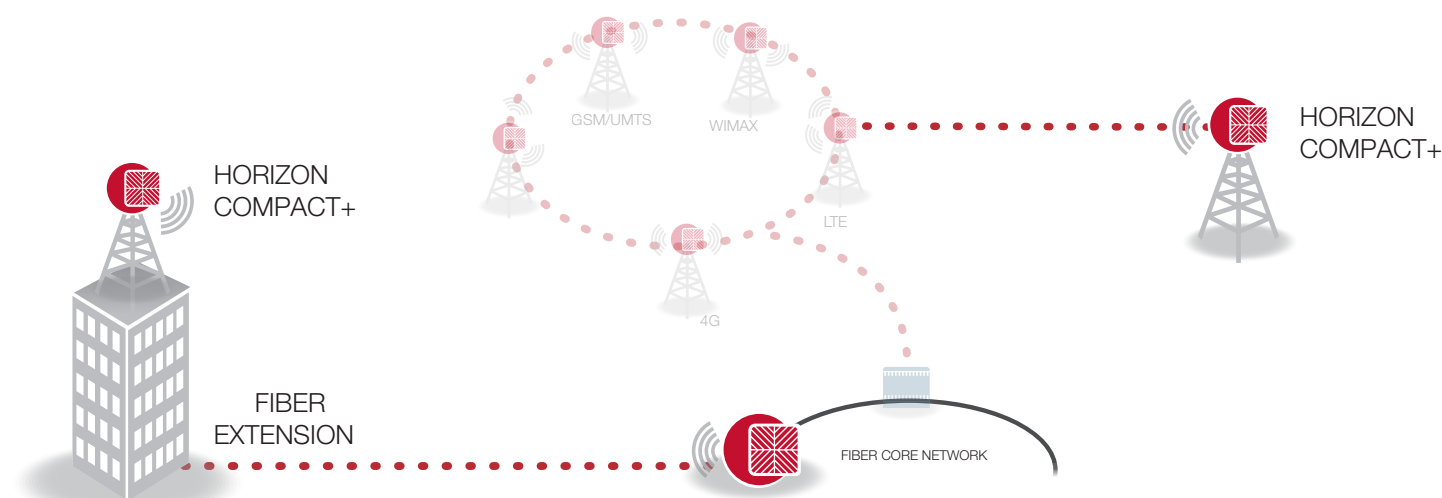 GSM/UMTS
WIMAX
HORIZON
COMPACT+
HORIZON
COMPACT+
LTE
4G
FIBER
EXTENSION
FIBER CORE NETWORK